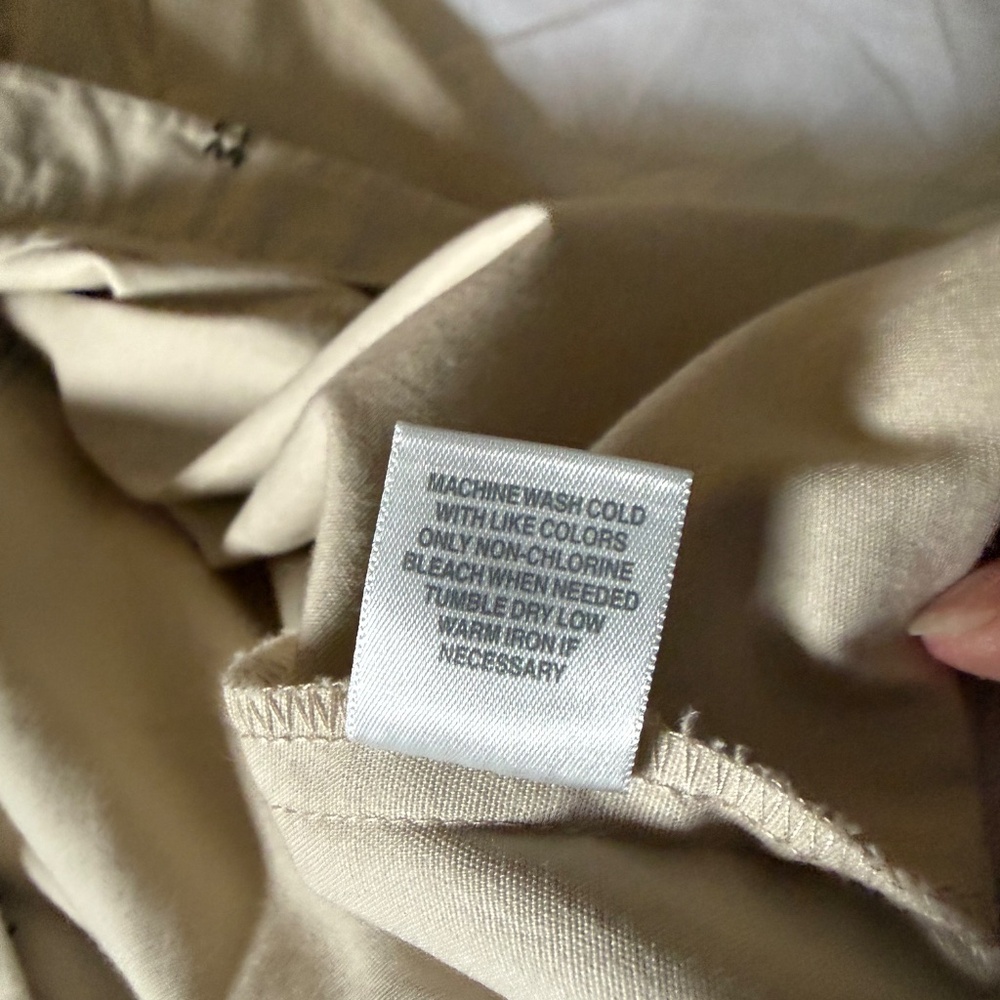 MACHINE WASH COLD
WITH LIKE COLORS
ONLY NON-CHLORINE
BLEACH WHEN NEEDED
TUMBLE DRY LOW
WARM IRON IF
NECESSARY